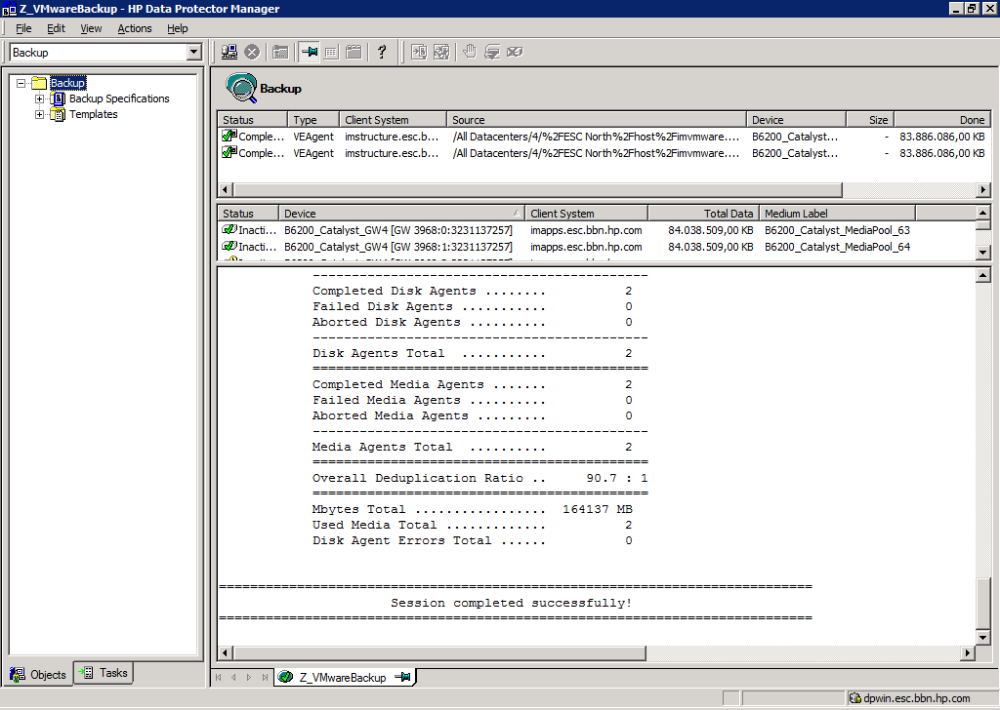 Z_VMwareBackup - HP Data Protector Manager
File Edit View Actions Help
Backup
Backup
Backup Specifications
Templates
Backup
Status Type Client System Source Device Size Done
Comple... VEAgent imstructure.esc.b... /All Datacenters/4/%2FESC North%2Fhost%2Fimvmware.... B6200_Catalyst... - 83.886.086,00 KB
Comple... VEAgent imstructure.esc.b... /All Datacenters/4/%2FESC North%2Fhost%2Fimvmware.... B6200_Catalyst... - 83.886.086,00 KB
Status Device Client System Total Data Medium Label
Inacti... B6200_Catalyst_GW4 [GW 3968:0:3231137257] imapps.esc.bbn.hp.com 84.038.509,00 KB B6200_Catalyst_MediaPool_63
Inacti... B6200_Catalyst_GW4 [GW 3968:1:3231137257] imapps.esc.bbn.hp.com 84.038.509,00 KB B6200_Catalyst_MediaPool_64
-------------------------------------------
Completed Disk Agents ........ 2
Failed Disk Agents ........... 0
Aborted Disk Agents .......... 0
-------------------------------------------
Disk Agents Total ........... 2
===========================================
Completed Media Agents ....... 2
Failed Media Agents .......... 0
Aborted Media Agents ......... 0
-------------------------------------------
Media Agents Total .......... 2
===========================================
Overall Deduplication Ratio .. 90.7 : 1
===========================================
Mbytes Total ................. 164137 MB
Used Media Total ............. 2
Disk Agent Errors Total ...... 0
============================================================================
Session completed successfully!
============================================================================
Objects Tasks
Z_VMwareBackup
dpwin.esc.bbn.hp.com